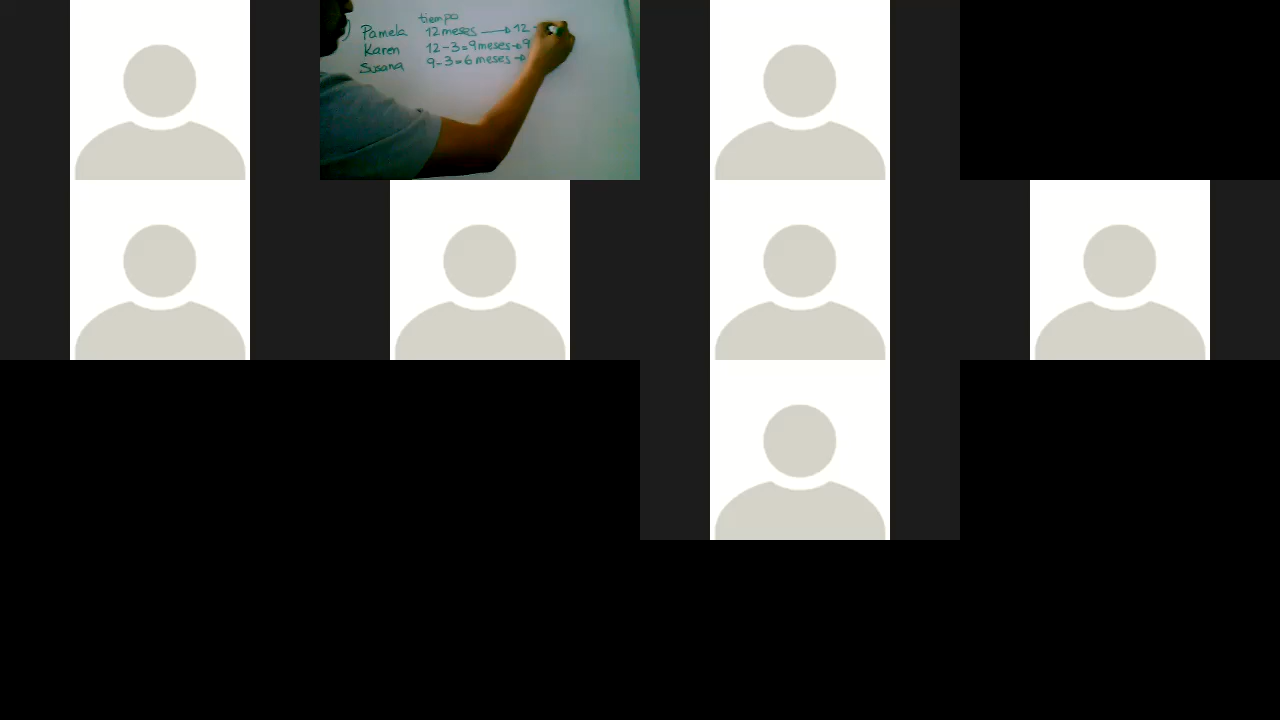 tiempo
Pamela 12 meses → 12
Karen 12-3=9 meses → 9
Susana 9-3=6 meses →